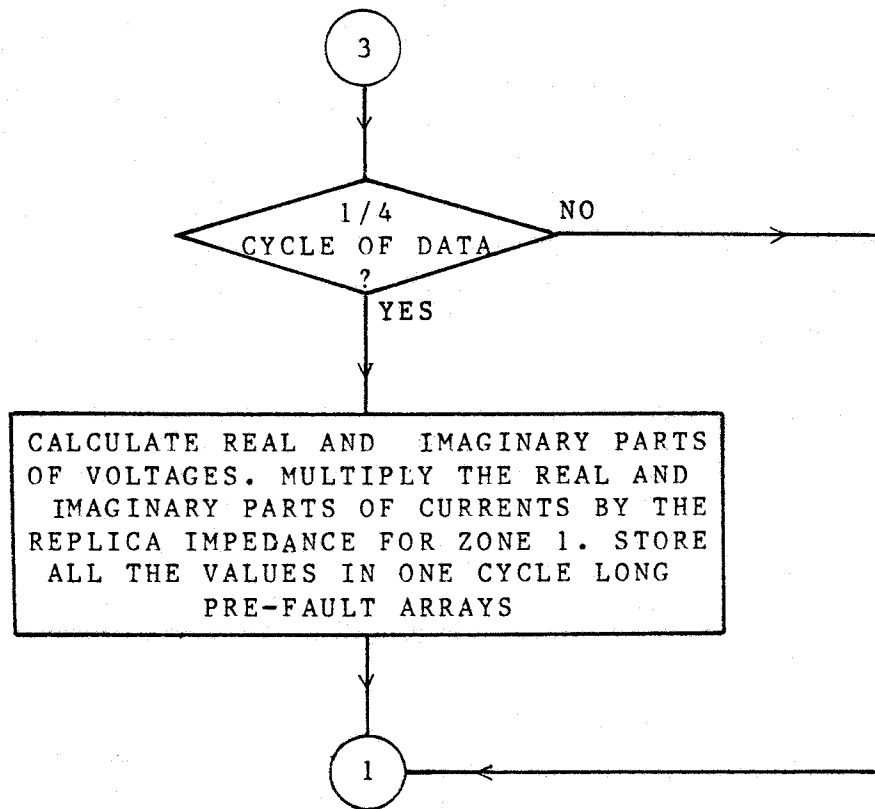 3
1/4
CYCLE OF DATA
?
NO
YES
CALCULATE REAL AND IMAGINARY PARTS
OF VOLTAGES. MULTIPLY THE REAL AND
IMAGINARY PARTS OF CURRENTS BY THE
REPLICA IMPEDANCE FOR ZONE 1. STORE
ALL THE VALUES IN ONE CYCLE LONG
PRE-FAULT ARRAYS
1